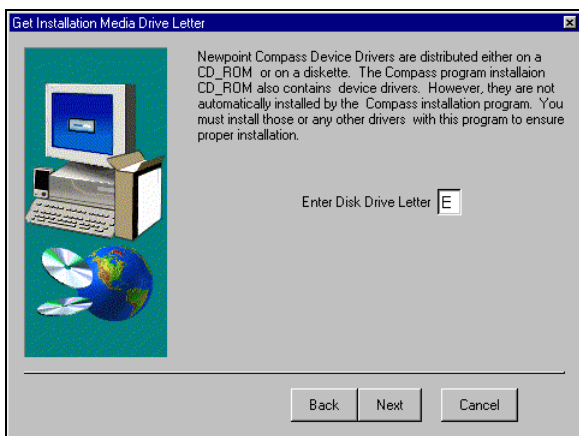 Get Installation Media Drive Letter
Newpoint Compass Device Drivers are distributed either on a
CD_ROM or on a diskette. The Compass program installaion
CD_ROM also contains device drivers. However, they are not
automatically installed by the Compass installation program. You
must install those or any other drivers with this program to ensure
proper installation.
Enter Disk Drive Letter E
Back Next Cancel